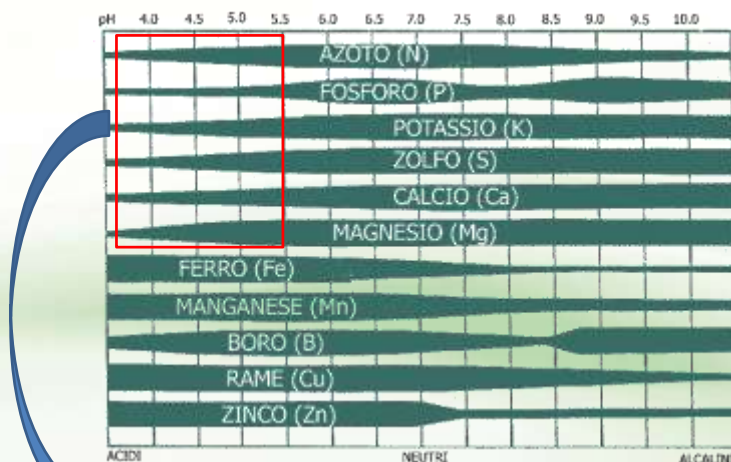 pH 4.0 4.5 5.0 5.5 6.0 6.5 7.0 7.5 8.0 8.5 9.0 9.5 10.0
AZOTO (N)
FOSFORO (P)
POTASSIO (K)
ZOLFO (S)
CALCIO (Ca)
MAGNESIO (Mg)
FERRO (Fe)
MANGANESE (Mn)
BORO (B)
RAME (Cu)
ZINCO (Zn)
ACIDI NEUTRI ALCALINI